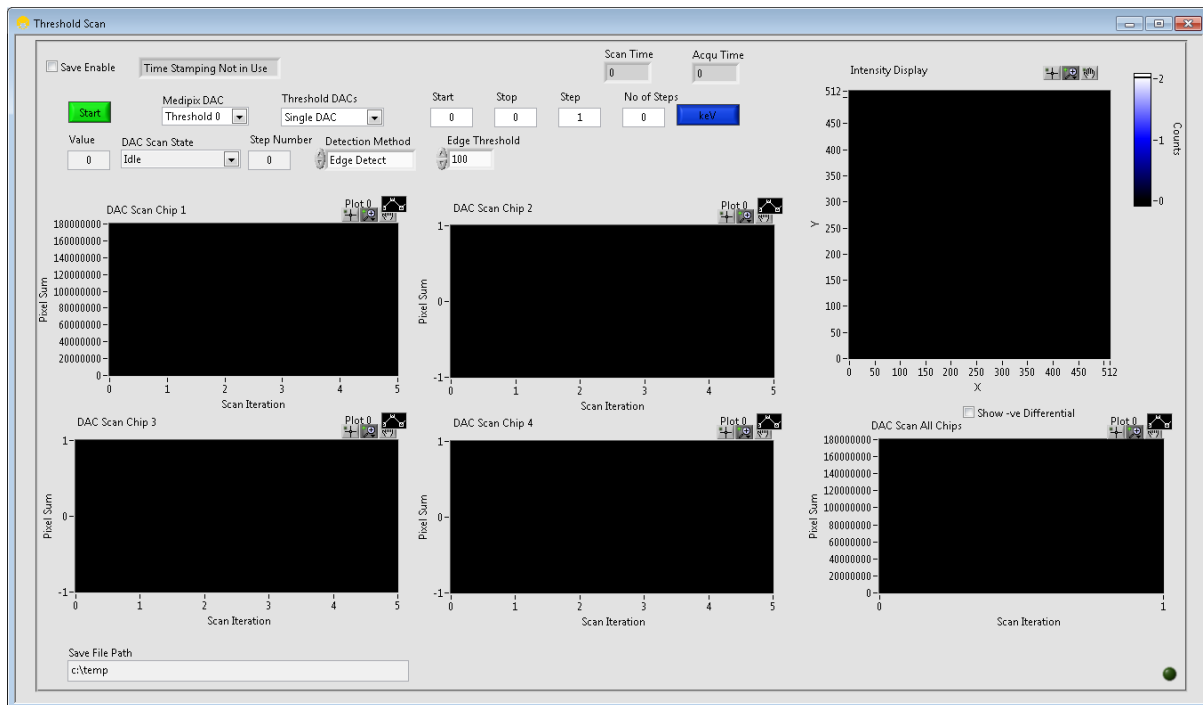 Threshold Scan
Save Enable
Time Stamping Not in Use
Scan Time
0
Acqu Time
0
Start
Medipix DAC
Threshold 0
Threshold DACs
Single DAC
Start
0
Stop
0
Step
1
No of Steps
0
keV
Value
0
DAC Scan State
Idle
Step Number
0
Detection Method
Edge Detect
Edge Threshold
100
Intensity Display
512
450
400
350
300
250
200
150
100
50
0
Y
0 50 100 150 200 250 300 350 400 450 512
X
2
1
0
Counts
DAC Scan Chip 1
Plot 0
180000000
160000000
140000000
120000000
100000000
80000000
60000000
40000000
20000000
0
Pixel Sum
0 1 2 3 4 5
Scan Iteration
DAC Scan Chip 2
Plot 0
1
0
-1
Pixel Sum
0 1 2 3 4 5
Scan Iteration
DAC Scan Chip 3
Plot 0
1
0
-1
Pixel Sum
0 1 2 3 4 5
Scan Iteration
DAC Scan Chip 4
Plot 0
1
0
-1
Pixel Sum
0 1 2 3 4 5
Scan Iteration
Show -ve Differential
DAC Scan All Chips
Plot 0
180000000
160000000
140000000
120000000
100000000
80000000
60000000
40000000
20000000
0
Pixel Sum
0 1
Scan Iteration
Save File Path
c:\temp